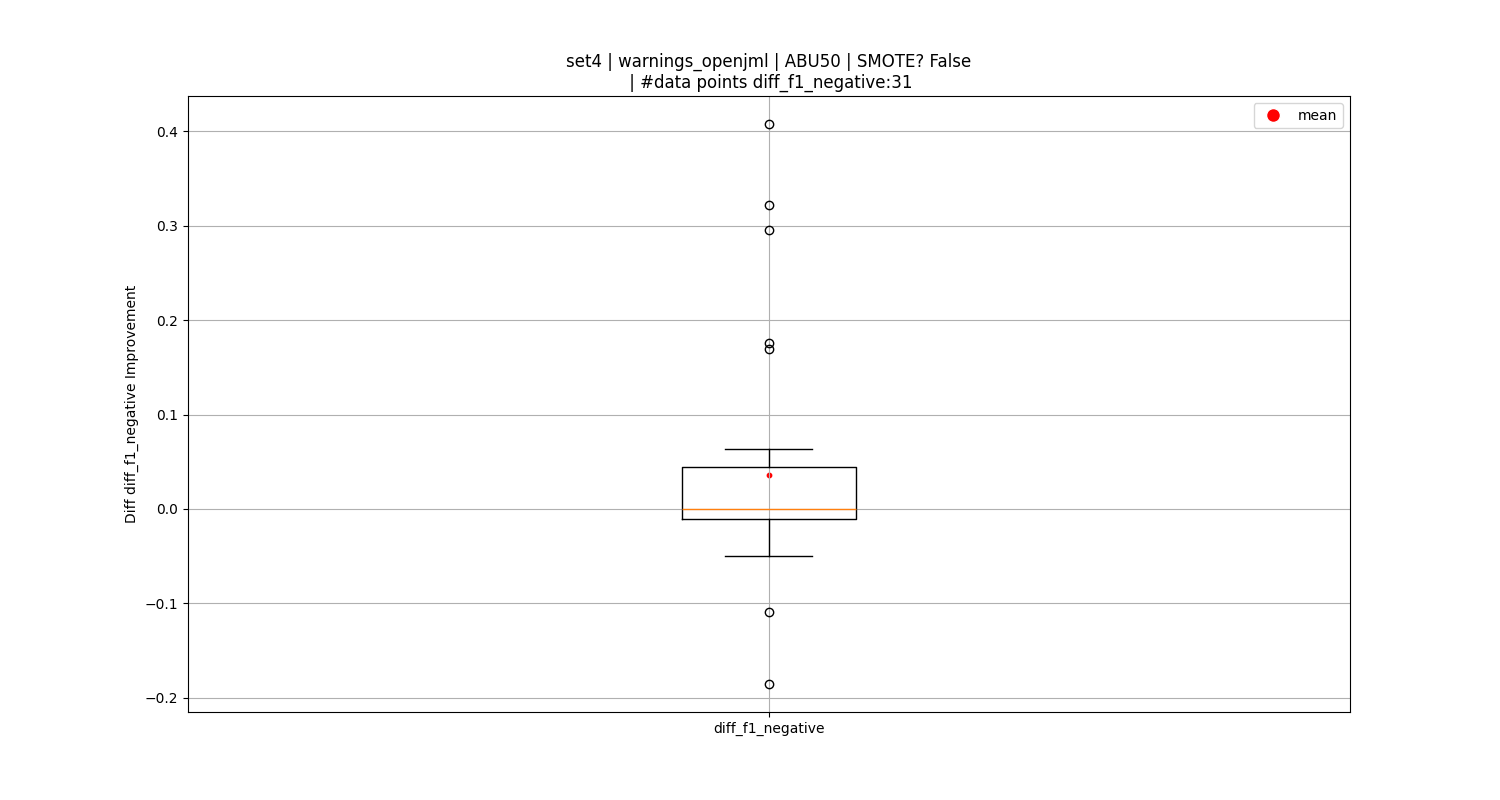 set4 | warnings_openjml | ABU50 | SMOTE? False
| #data points diff_f1_negative:31
mean
0.4
0.3
0.2
0.1
0.0
−0.1
−0.2
Diff diff_f1_negative Improvement
diff_f1_negative